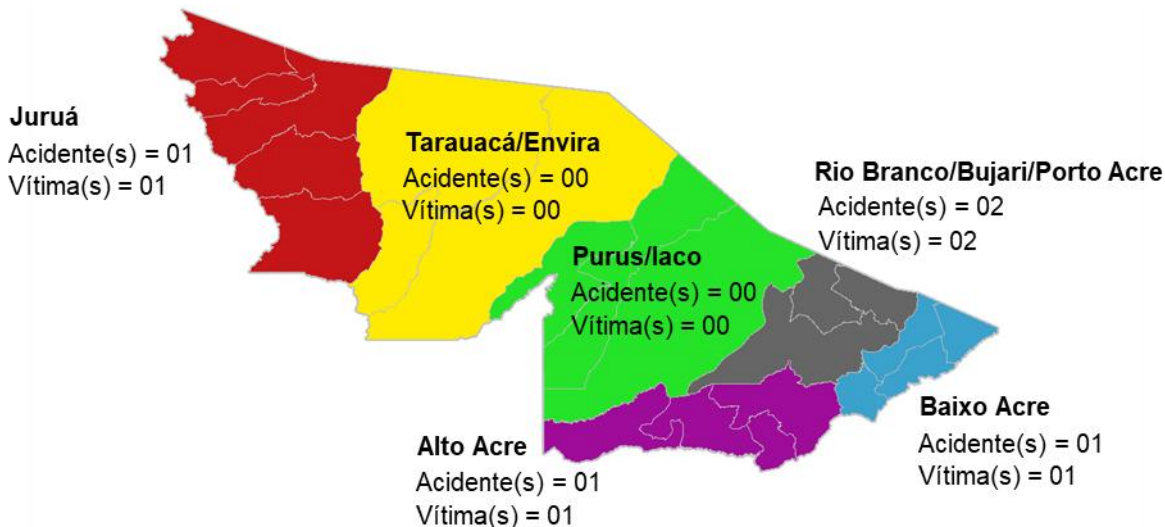 Juruá
Acidente(s) = 01
Vítima(s) = 01
Tarauacá/Envira
Acidente(s) = 00
Vítima(s) = 00
Rio Branco/Bujari/Porto Acre
Acidente(s) = 02
Vítima(s) = 02
Purus/Iaco
Acidente(s) = 00
Vítima(s) = 00
Baixo Acre
Acidente(s) = 01
Vítima(s) = 01
Alto Acre
Acidente(s) = 01
Vítima(s) = 01